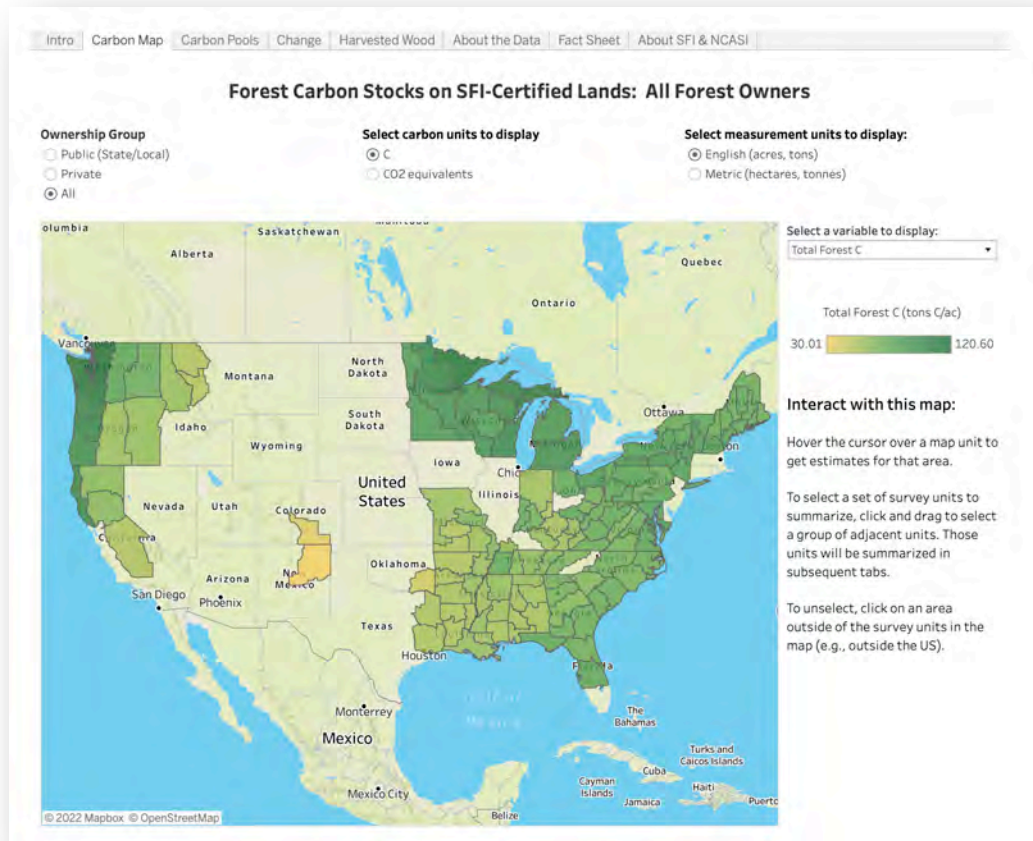 Intro
Carbon Map
Carbon Pools
Change
Harvested Wood
About the Data
Fact Sheet
About SFI & NCASI
Forest Carbon Stocks on SFI-Certified Lands: All Forest Owners
Ownership Group
Public (State/Local)
Private
All
Select carbon units to display
C
CO2 equivalents
Select measurement units to display:
English (acres, tons)
Metric (hectares, tonnes)
olumbia
Saskatchewan
Alberta
Quebec
Ontario
Vancouver
North
Dakota
Montana
Ottawa
South
Dakota
Idaho
Wyoming
Iowa
Chic
Illinois
United
States
Nevada
Utah
Colorado
Oklahoma
Arizona
San Diego
Phoenix
Texas
Houston
Florida
Monterrey
The
Bahamas
Mexico
Turks and
Caicos Islands
Cuba
Cayman
Islands
Haiti
Jamaica
Puerto
Mexico City
Belize
© 2022 Mapbox © OpenStreetMap
Select a variable to display:
Total Forest C
Total Forest C (tons C/ac)
30.01
120.60
Interact with this map:
Hover the cursor over a map unit to
get estimates for that area.
To select a set of survey units to
summarize, click and drag to select
a group of adjacent units. Those
units will be summarized in
subsequent tabs.
To unselect, click on an area
outside of the survey units in the
map (e.g., outside the US).